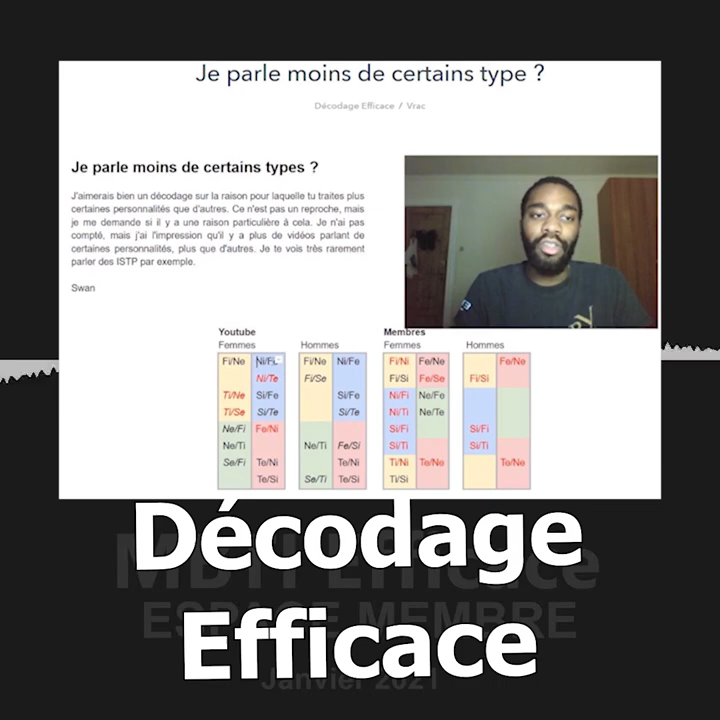 Je parle moins de certains type ?
Décodage Efficace / Vrac
Je parle moins de certains types ?
J'aimerais bien un décodage sur la raison pour laquelle tu traites plus
certaines personnalités que d'autres. Ce n'est pas un reproche, mais
je me demande si il y a une raison particulière à cela. Je n'ai pas
compté, mais j'ai l'impression qu'il y a plus de vidéos parlant de
certaines personnalités, plus que d'autres. Je te vois très rarement
parler des ISTP par exemple.
Swan
Youtube
Femmes
Fi/Ne Ni/Fe
Ni/Te
Ti/Ne Si/Fe
Ti/Se Si/Te
Ne/Fi Fe/Ni
Ne/Ti
Se/Fi Te/Ni
Te/Si
Hommes
Fi/Ne Ni/Fe
Fi/Se
Si/Fe
Si/Te
Ne/Ti Fe/Si
Te/Ni
Se/Ti Te/Si
Membres
Femmes
Fi/Ni Fe/Ne
Fi/Si Fe/Se
Ni/Fi Ne/Fe
Ni/Ti Ne/Te
Si/Fi
Si/Ti
Ti/Ni Te/Ne
Ti/Si
Hommes
Fe/Ne
Fi/Si
Si/Fi
Si/Ti
Te/Ne
Décodage
MBTI Efficace
ESPACE MEMBRE
Efficace
Janvier 2021